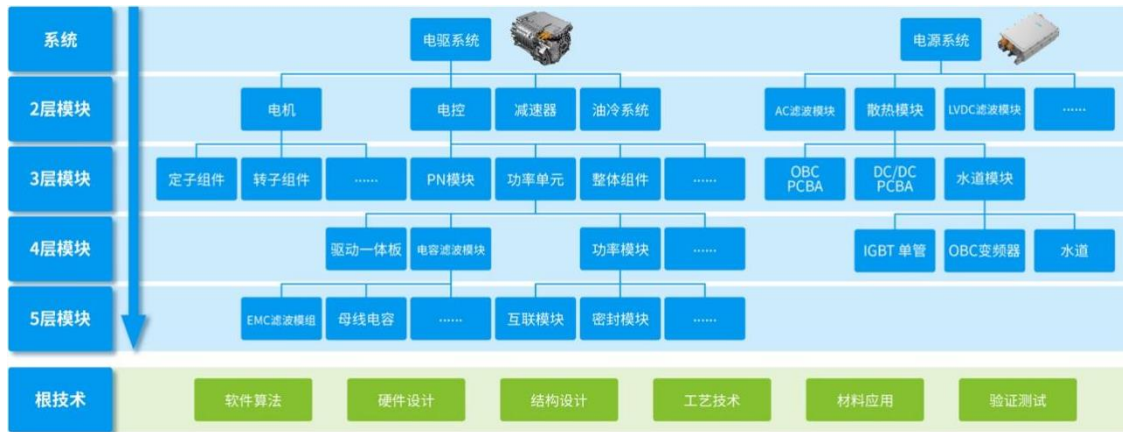 系统
电驱系统
电源系统
2层模块
电机
电控
减速器
油冷系统
AC滤波模块
散热模块
LVDC滤波模块
……
3层模块
定子组件
转子组件
……
PN模块
功率单元
整体组件
……
OBC
PCBA
DC/DC
PCBA
水道模块
4层模块
驱动一体板
电容滤波模块
功率模块
……
IGBT 单管
OBC变频器
水道
5层模块
EMC滤波模组
母线电容
……
互联模块
密封模块
……
根技术
软件算法
硬件设计
结构设计
工艺技术
材料应用
验证测试